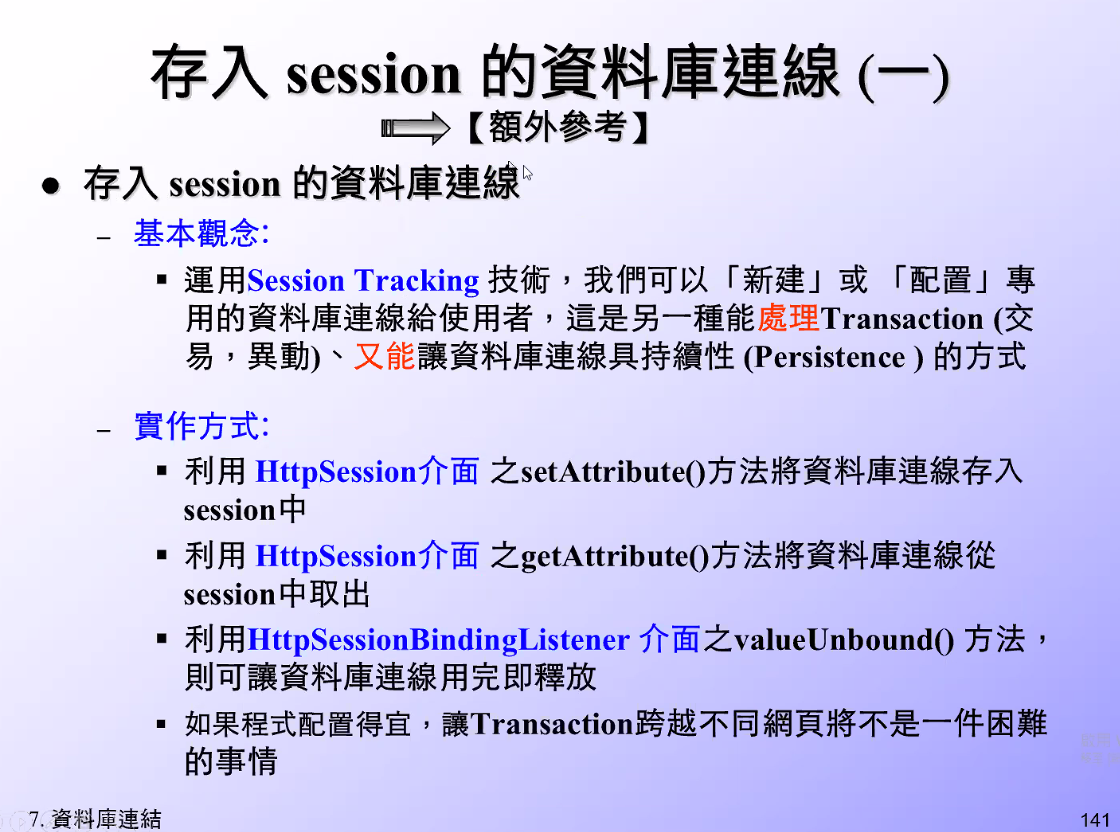 存入 session 的資料庫連線 (一)
【額外參考】
● 存入 session 的資料庫連線
– 基本觀念:
▪ 運用Session Tracking 技術，我們可以「新建」或 「配置」專
用的資料庫連線給使用者，這是另一種能處理Transaction (交
易，異動)、又能讓資料庫連線具持續性 (Persistence ) 的方式
– 實作方式:
▪ 利用 HttpSession介面 之setAttribute()方法將資料庫連線存入
session中
▪ 利用 HttpSession介面 之getAttribute()方法將資料庫連線從
session中取出
▪ 利用HttpSessionBindingListener 介面之valueUnbound() 方法，
則可讓資料庫連線用完即釋放
▪ 如果程式配置得宜，讓Transaction跨越不同網頁將不是一件困難
的事情
7. 資料庫連結
141